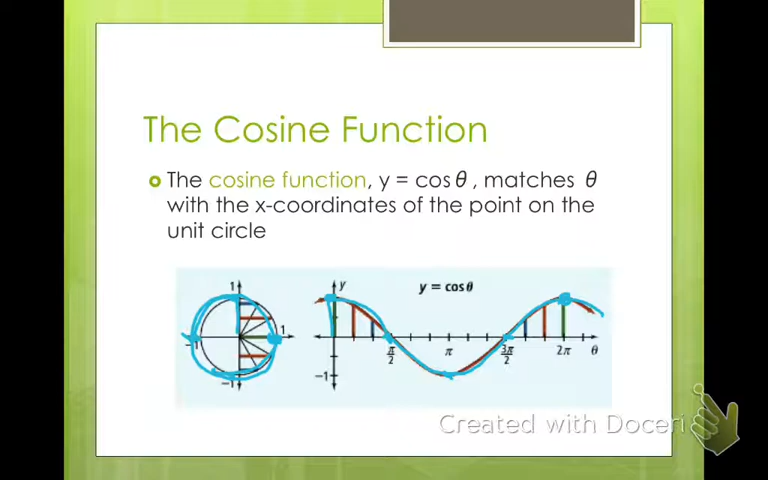 The Cosine Function
The cosine function, y = cos θ , matches θ
with the x-coordinates of the point on the
unit circle
1
1
−1
−1
y
y = cos θ
−1
π/2
π
3π/2
2π
θ
Created with Doceri